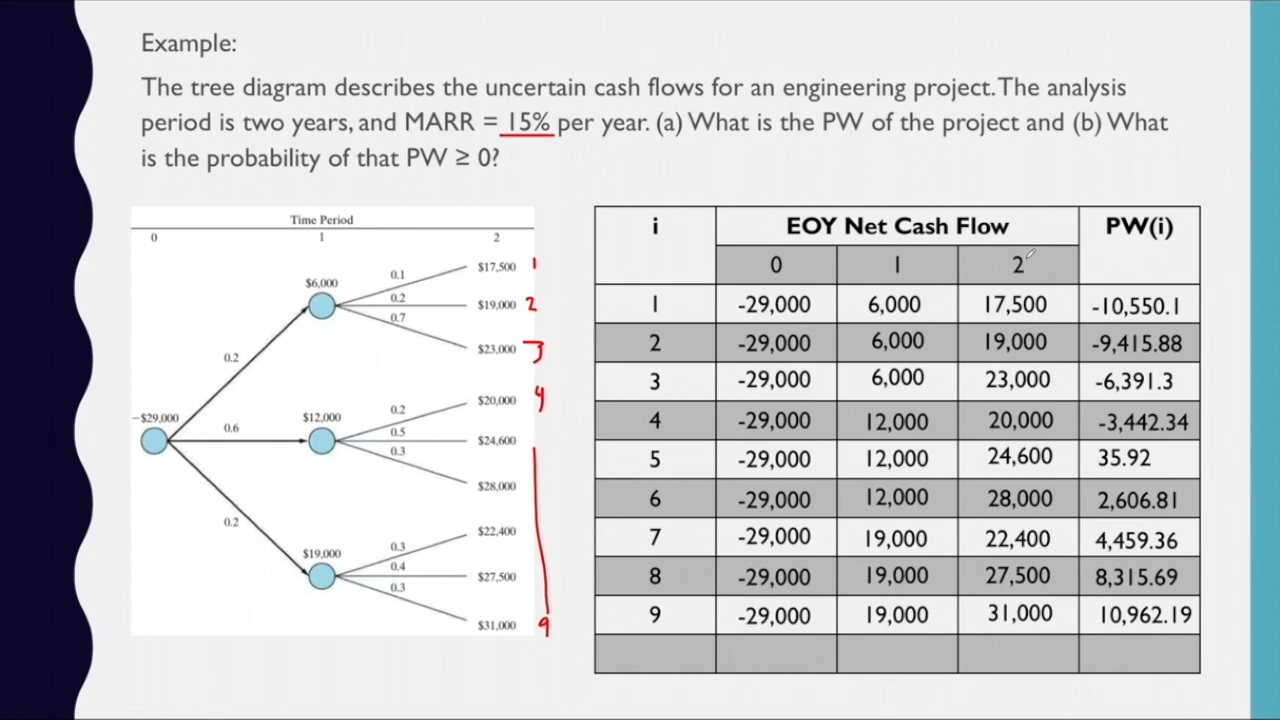 Example:
The tree diagram describes the uncertain cash flows for an engineering project. The analysis
period is two years, and MARR = 15% per year. (a) What is the PW of the project and (b) What
is the probability of that PW ≥ 0?
Time Period
0 1 2
$17,500 1
0.1
$6,000
0.2
$19,000 2
0.7
$23,000 3
0.2
$20,000 4
0.2
−$29,000
$12,000
0.6
0.5
$24,600
0.3
$28,000
0.2
$22,400
0.3
$19,000
0.4
$27,500
0.3
$31,000 9
i EOY Net Cash Flow PW(i)
0 1 2
1 -29,000 6,000 17,500 -10,550.1
2 -29,000 6,000 19,000 -9,415.88
3 -29,000 6,000 23,000 -6,391.3
4 -29,000 12,000 20,000 -3,442.34
5 -29,000 12,000 24,600 35.92
6 -29,000 12,000 28,000 2,606.81
7 -29,000 19,000 22,400 4,459.36
8 -29,000 19,000 27,500 8,315.69
9 -29,000 19,000 31,000 10,962.19